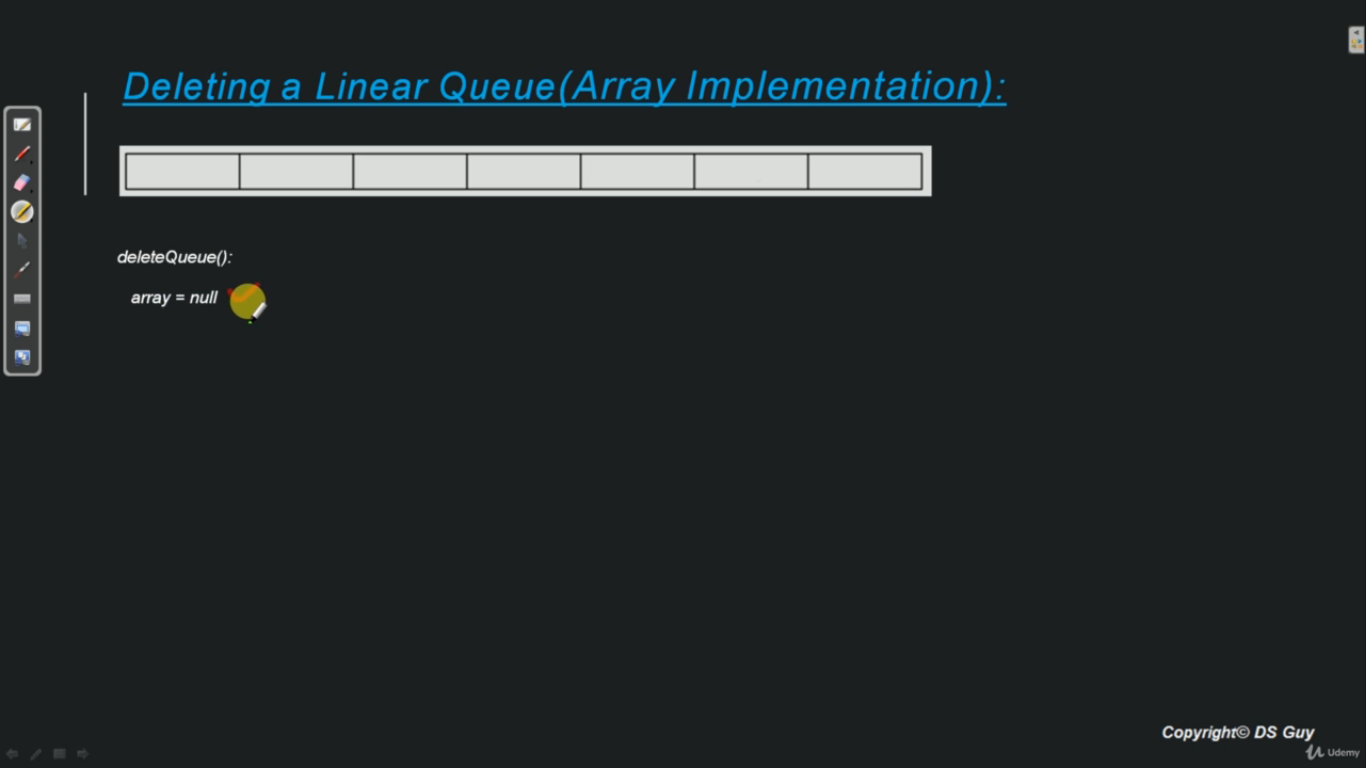 Deleting a Linear Queue(Array Implementation):
deleteQueue():
array = null
Copyright© DS Guy
Udemy